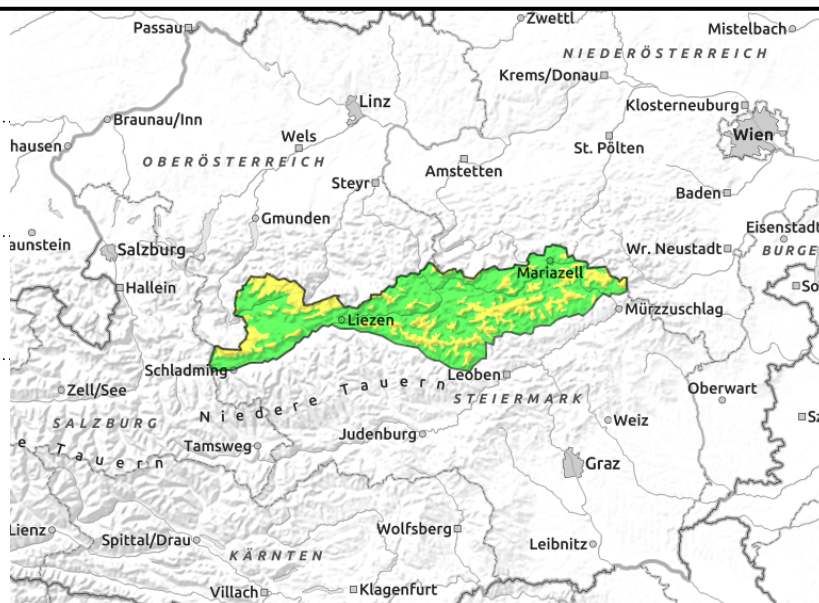 Zwettl
Passau
Mistelbach
NIEDERÖSTERREICH
Krems/Donau
Linz
Klosterneuburg
Braunau/Inn
Wels
Wien
hausen
St. Pölten
OBERÖSTERREICH
Amstetten
Steyr
Baden
Gmunden
Eisenstadt
aunstein
Salzburg
Wr. Neustadt
BURGE
Mariazell
Hallein
So
Liezen
Mürzzuschlag
Schladming
Leoben
Zell/See
Niedere Tauern
Oberwart
STEIERMARK
SALZBURG
Weiz
Sz
Judenburg
e Tauern
Tamsweg
Graz
Lienz
Wolfsberg
Spittal/Drau
Leibnitz
KÄRNTEN
Villach
Klagenfurt